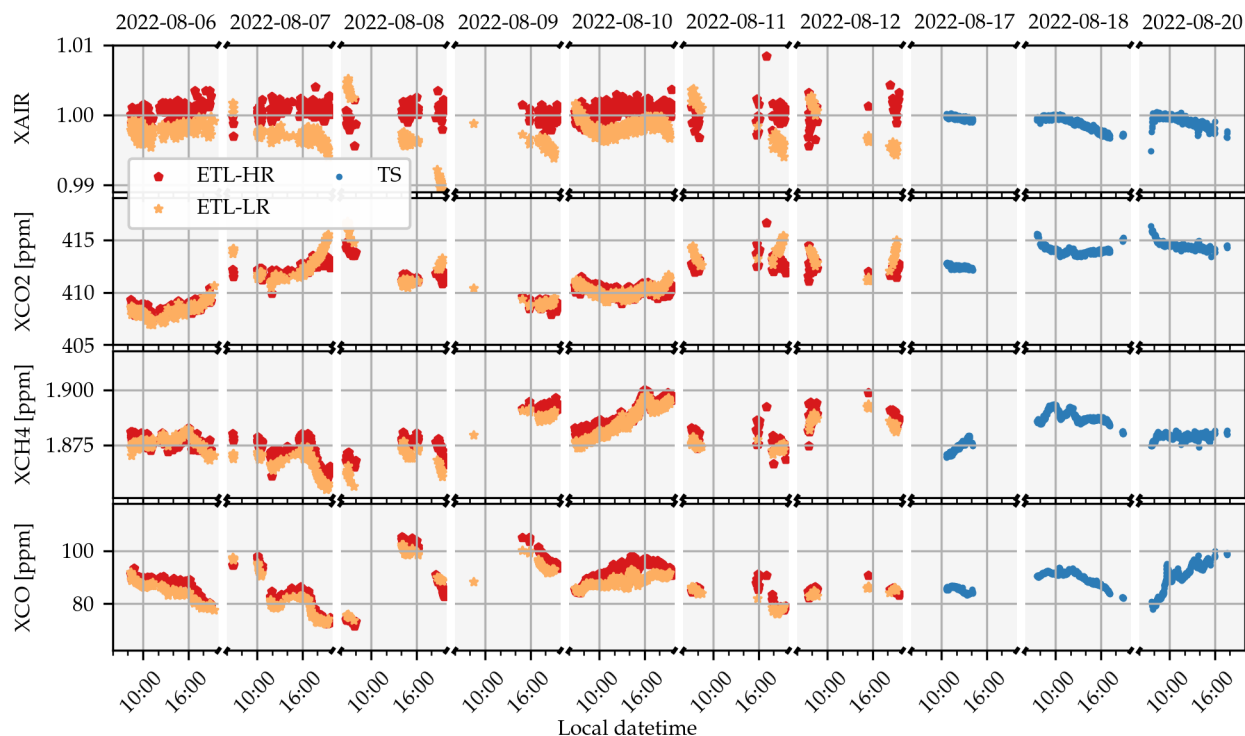 2022-08-06 2022-08-07 2022-08-08 2022-08-09 2022-08-10 2022-08-11 2022-08-12 2022-08-17 2022-08-18 2022-08-20
1.01
1.00
0.99
XAIR
ETL-HR TS
ETL-LR
415
410
405
XCO2 [ppm]
1.900
1.875
XCH4 [ppm]
100
80
XCO [ppm]
10:00 16:00 10:00 16:00 10:00 16:00 10:00 16:00 10:00 16:00 10:00 16:00 10:00 16:00 10:00 16:00 10:00 16:00 10:00 16:00
Local datetime